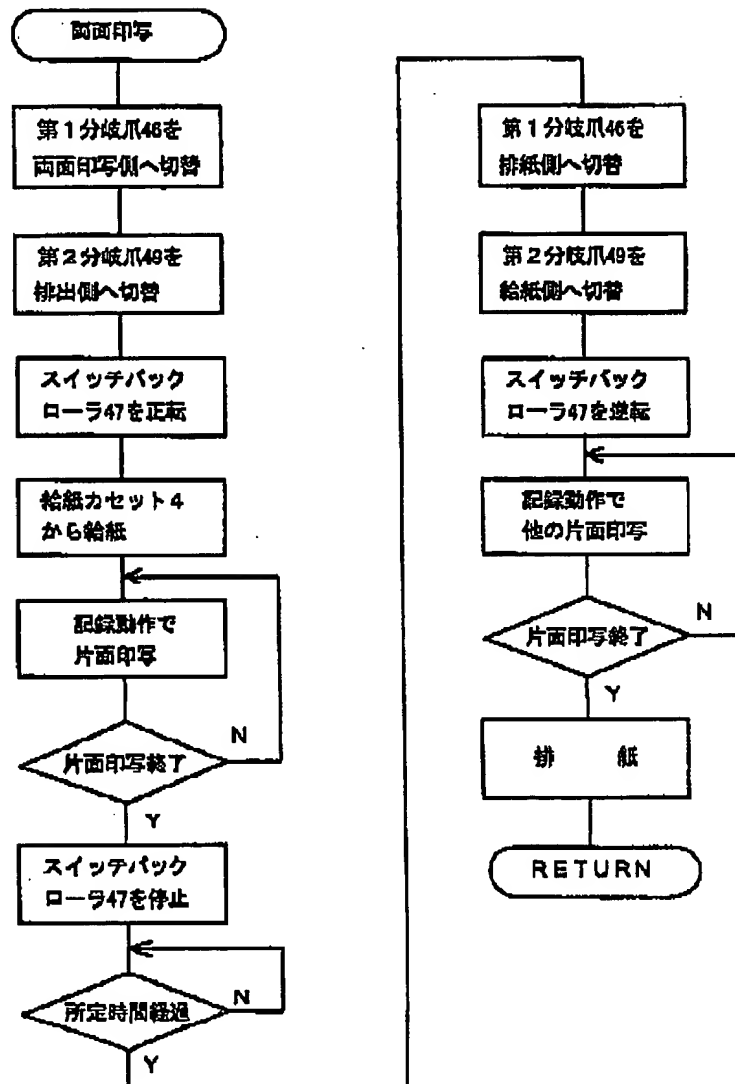 両面印写
第1分岐爪46を
両面印写側へ切替
第2分岐爪49を
排出側へ切替
スイッチバック
ローラ47を正転
給紙カセット4
から給紙
記録動作で
片面印写
片面印写終了
N
Y
スイッチバック
ローラ47を停止
所定時間経過
N
Y
第1分岐爪46を
排紙側へ切替
第2分岐爪49を
給紙側へ切替
スイッチバック
ローラ47を逆転
記録動作で
他の片面印写
片面印写終了
N
Y
排 紙
RETURN